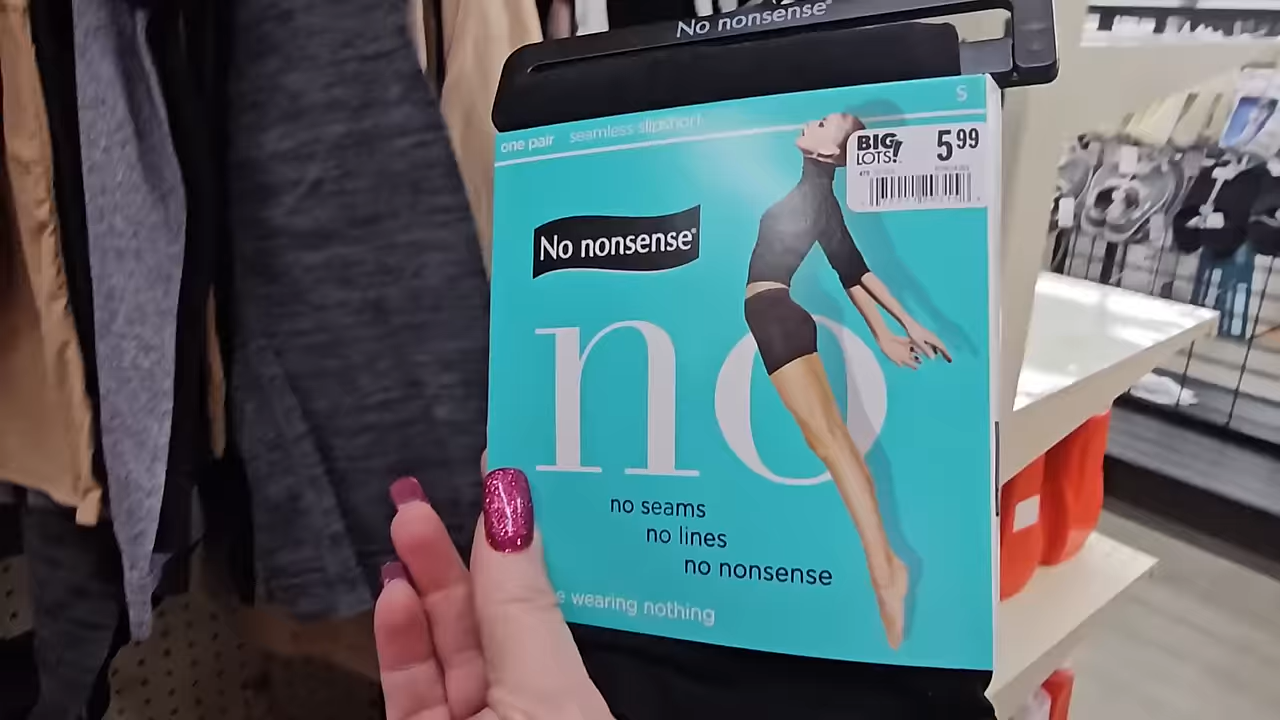 No nonsense®
one pair seamless slipshort
S
BIG LOTS! 5.99
No nonsense®
no
no seams
no lines
no nonsense
wearing nothing